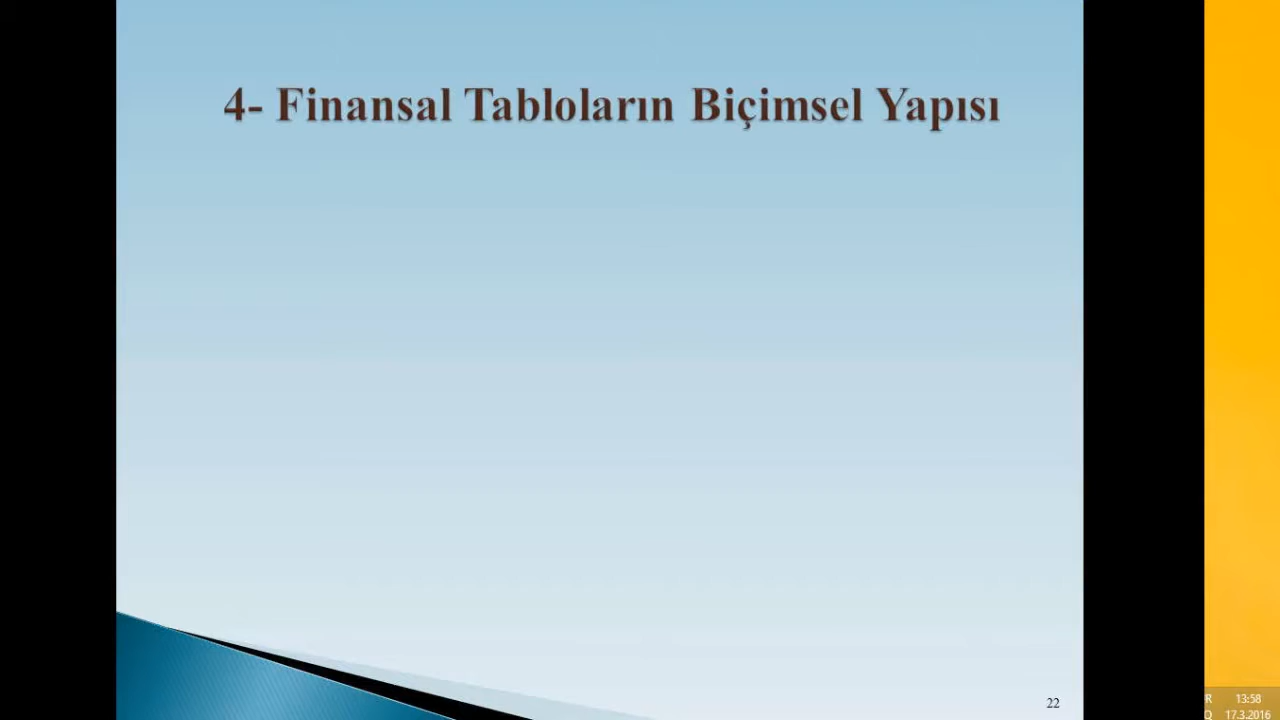 4- Finansal Tabloların Biçimsel Yapısı
22
R 13:58
Q 17.3.2016